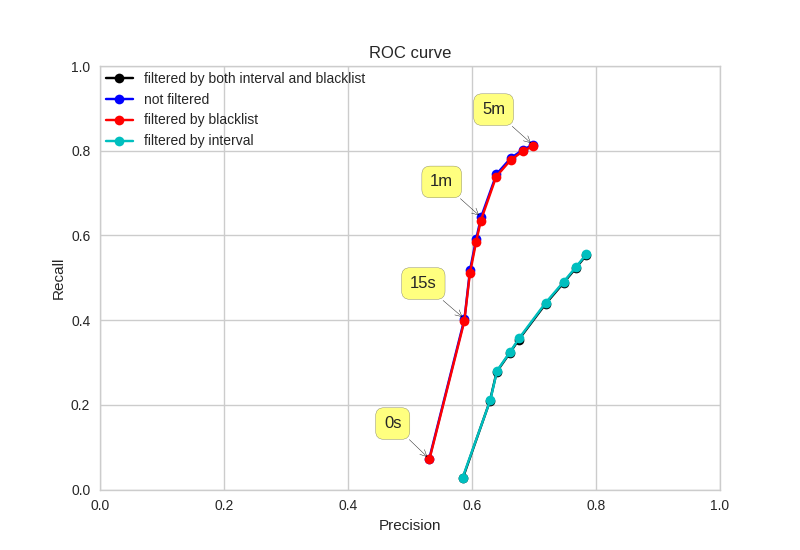 ROC curve
filtered by both interval and blacklist
not filtered
filtered by blacklist
filtered by interval
5m
1m
15s
0s
1.0
0.8
0.6
0.4
0.2
0.0
Recall
0.0 0.2 0.4 0.6 0.8 1.0
Precision